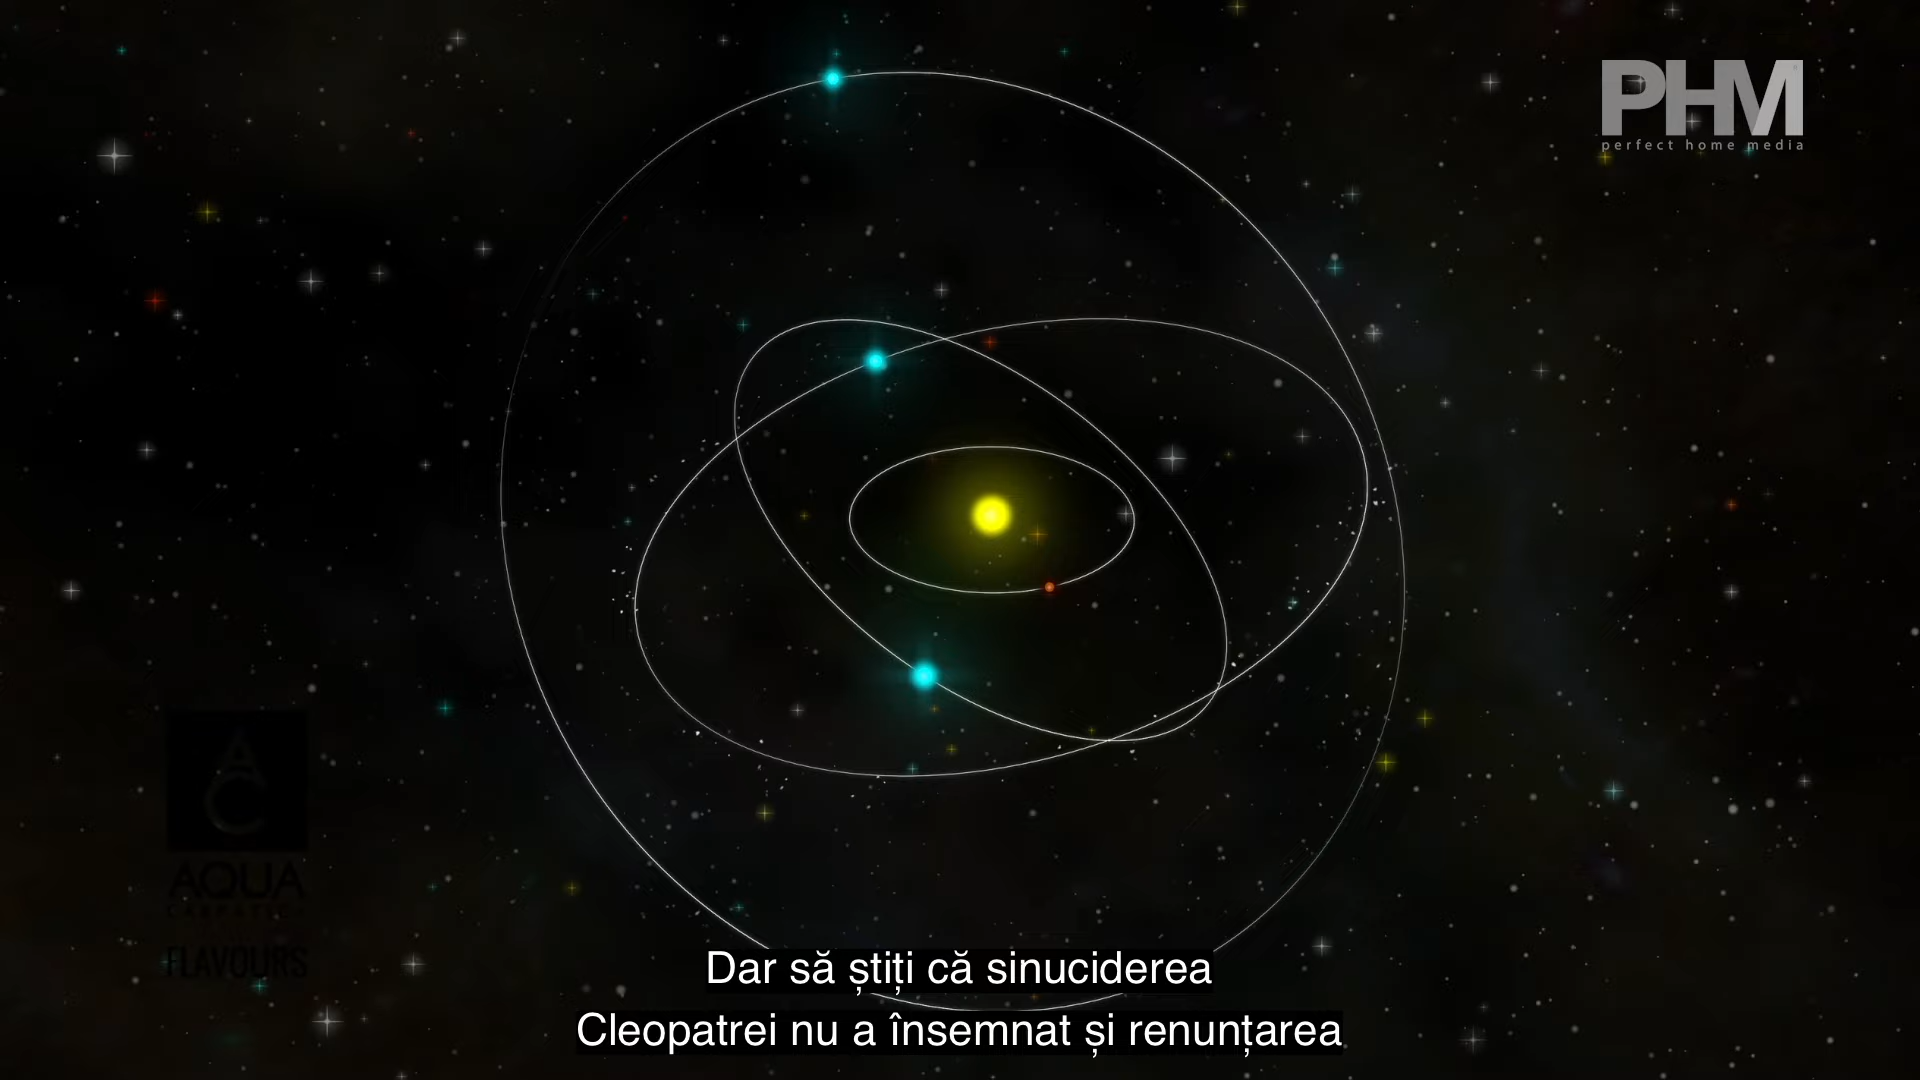 PHM
perfect home media
AQUA
FLAVOURS
Dar să știți că sinuciderea
Cleopatrei nu a însemnat și renunțarea